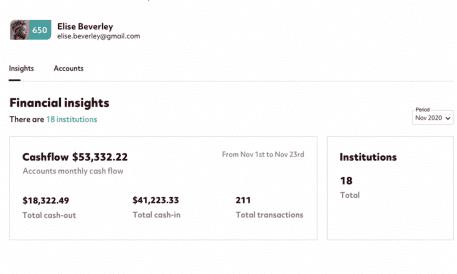 650
Elise Beverley
elise.beverley@gmail.com
Insights Accounts
Financial insights
There are 18 institutions
Period
Nov 2020
Cashflow $53,332.22
From Nov 1st to Nov 23rd
Accounts monthly cash flow
$18,322.49 $41,223.33 211
Total cash-out Total cash-in Total transactions
Institutions
18
Total